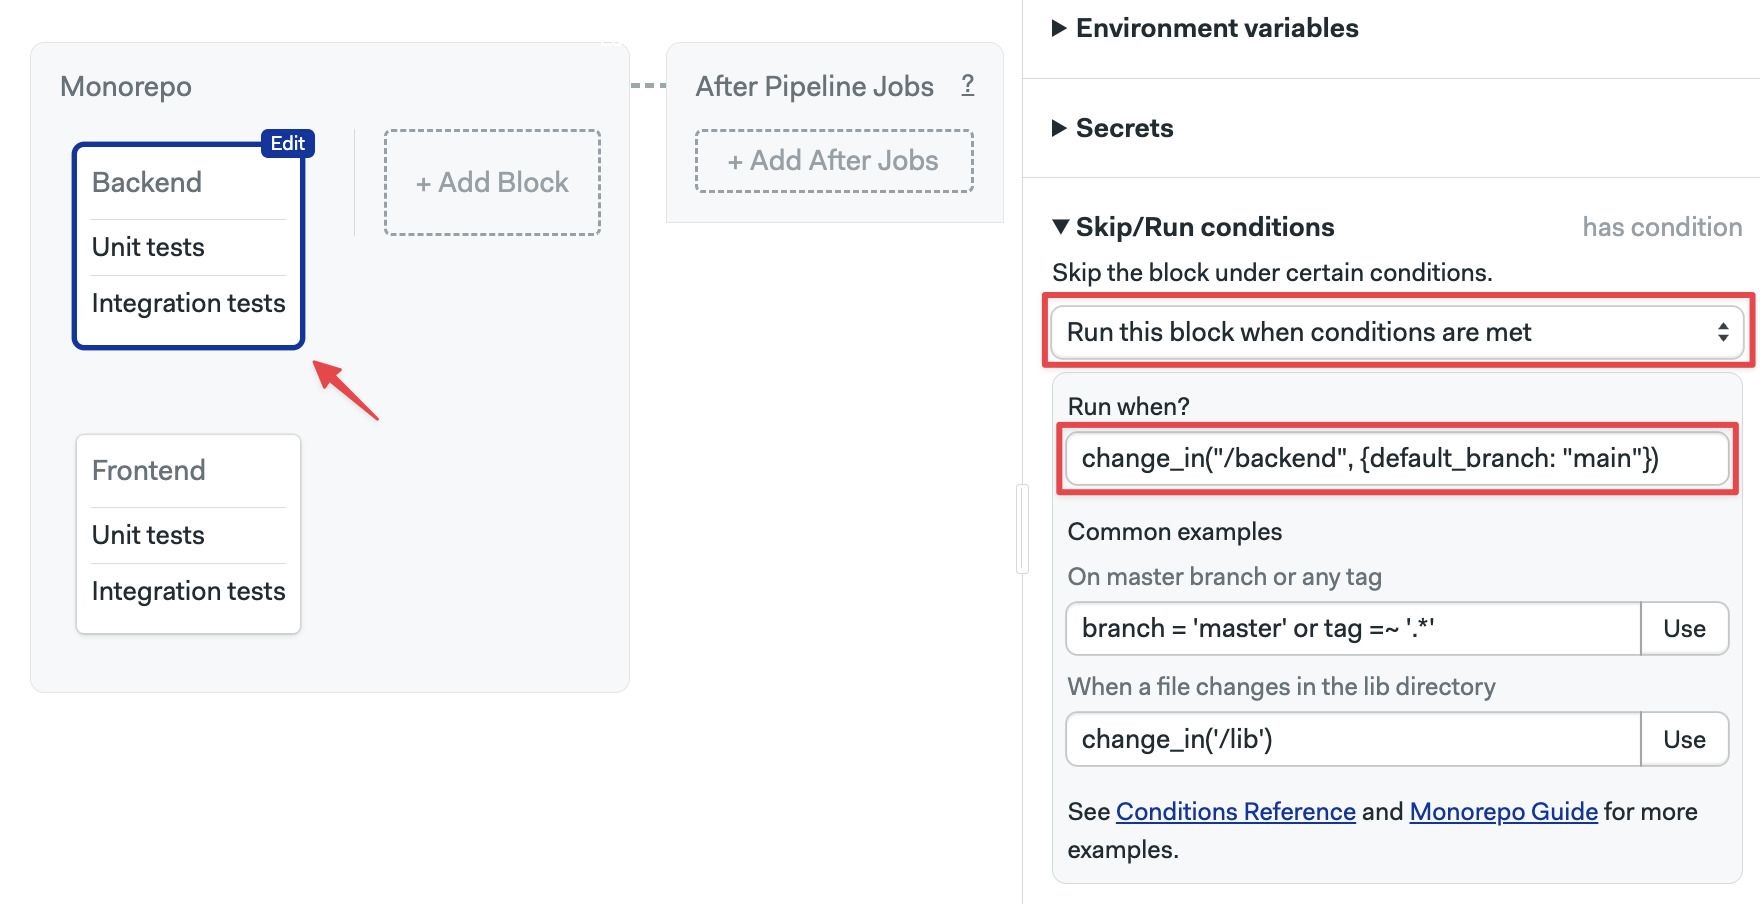 Monorepo
Edit
Backend
Unit tests
Integration tests
+ Add Block
Frontend
Unit tests
Integration tests
After Pipeline Jobs ?
+ Add After Jobs
▶ Environment variables
▶ Secrets
▼ Skip/Run conditions has condition
Skip the block under certain conditions.
Run this block when conditions are met
Run when?
change_in("/backend", {default_branch: "main"})
Common examples
On master branch or any tag
branch = 'master' or tag =~ '.*' Use
When a file changes in the lib directory
change_in('/lib') Use
See Conditions Reference and Monorepo Guide for more
examples.